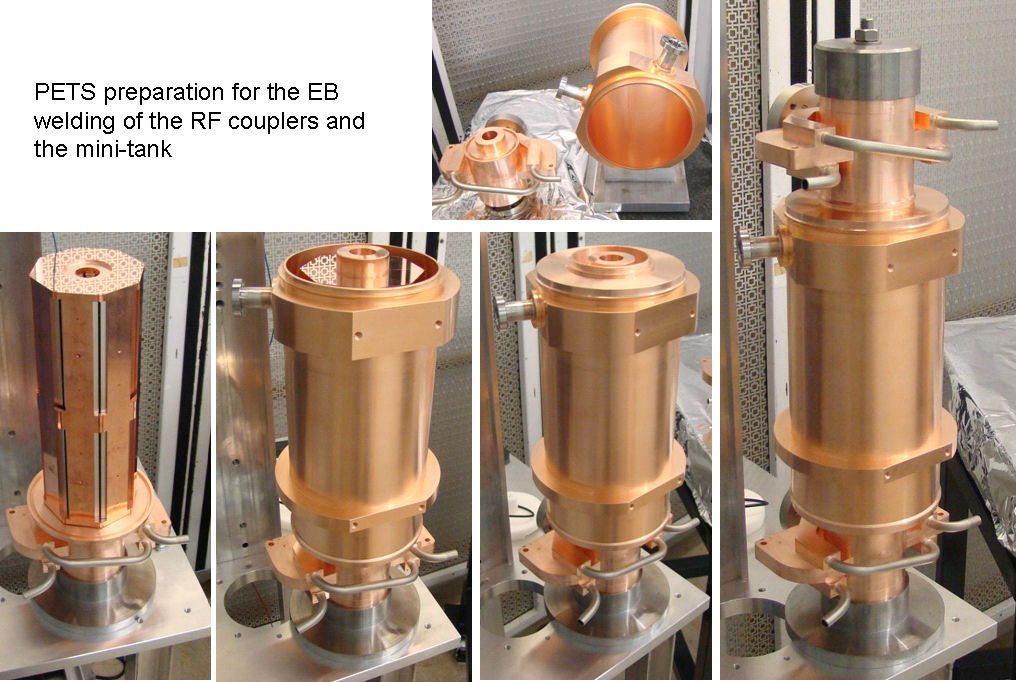 PETS preparation for the EB
welding of the RF couplers and
the mini-tank